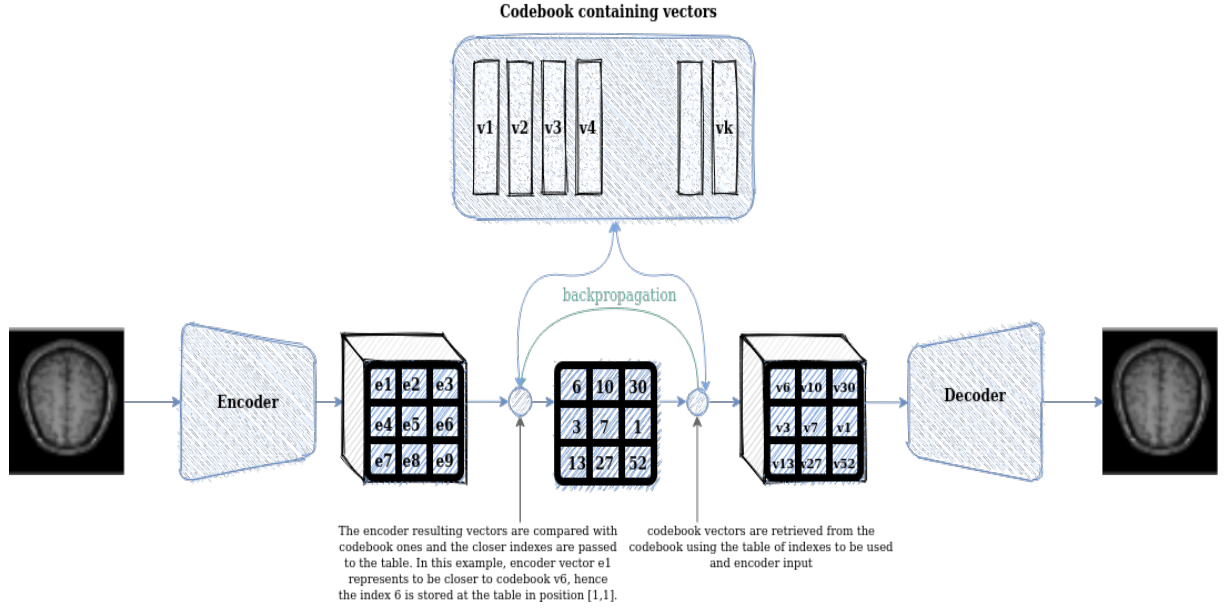 Codebook containing vectors
v1 v2 v3 v4 vk
backpropagation
Encoder
e1 e2 e3
e4 e5 e6
e7 e8 e9
6 10 30
3 7 1
13 27 52
v6 v10 v30
v3 v7 v1
v13 v27 v52
Decoder
The encoder resulting vectors are compared with
codebook ones and the closer indexes are passed
to the table. In this example, encoder vector e1
represents to be closer to codebook v6, hence
the index 6 is stored at the table in position [1,1].
codebook vectors are retrieved from the
codebook using the table of indexes to be used
and encoder input